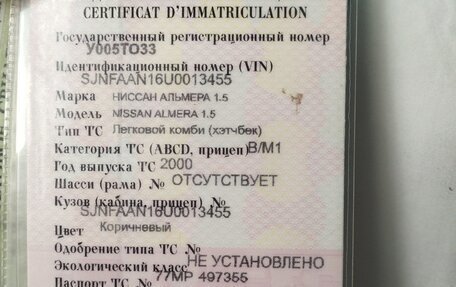 CERTIFICAT D'IMMATRICULATION
Государственный регистрационный номер
У005ТО33
Идентификационный номер (VIN)
SJNFAAN16U0013455
Марка НИССАН АЛЬМЕРА 1.5
Модель NISSAN ALMERA 1.5
Тип ТС Легковой комби (хэтчбек)
Категория ТС (ABCD, прицеп) В/М1
Год выпуска ТС 2000
Шасси (рама) № ОТСУТСТВУЕТ
Кузов (кабина, прицеп) №
SJNFAAN16U0013455
Цвет Коричневый
Одобрение типа ТС №
Экологический класс НЕ УСТАНОВЛЕНО
Паспорт ТС № 77МР 497355